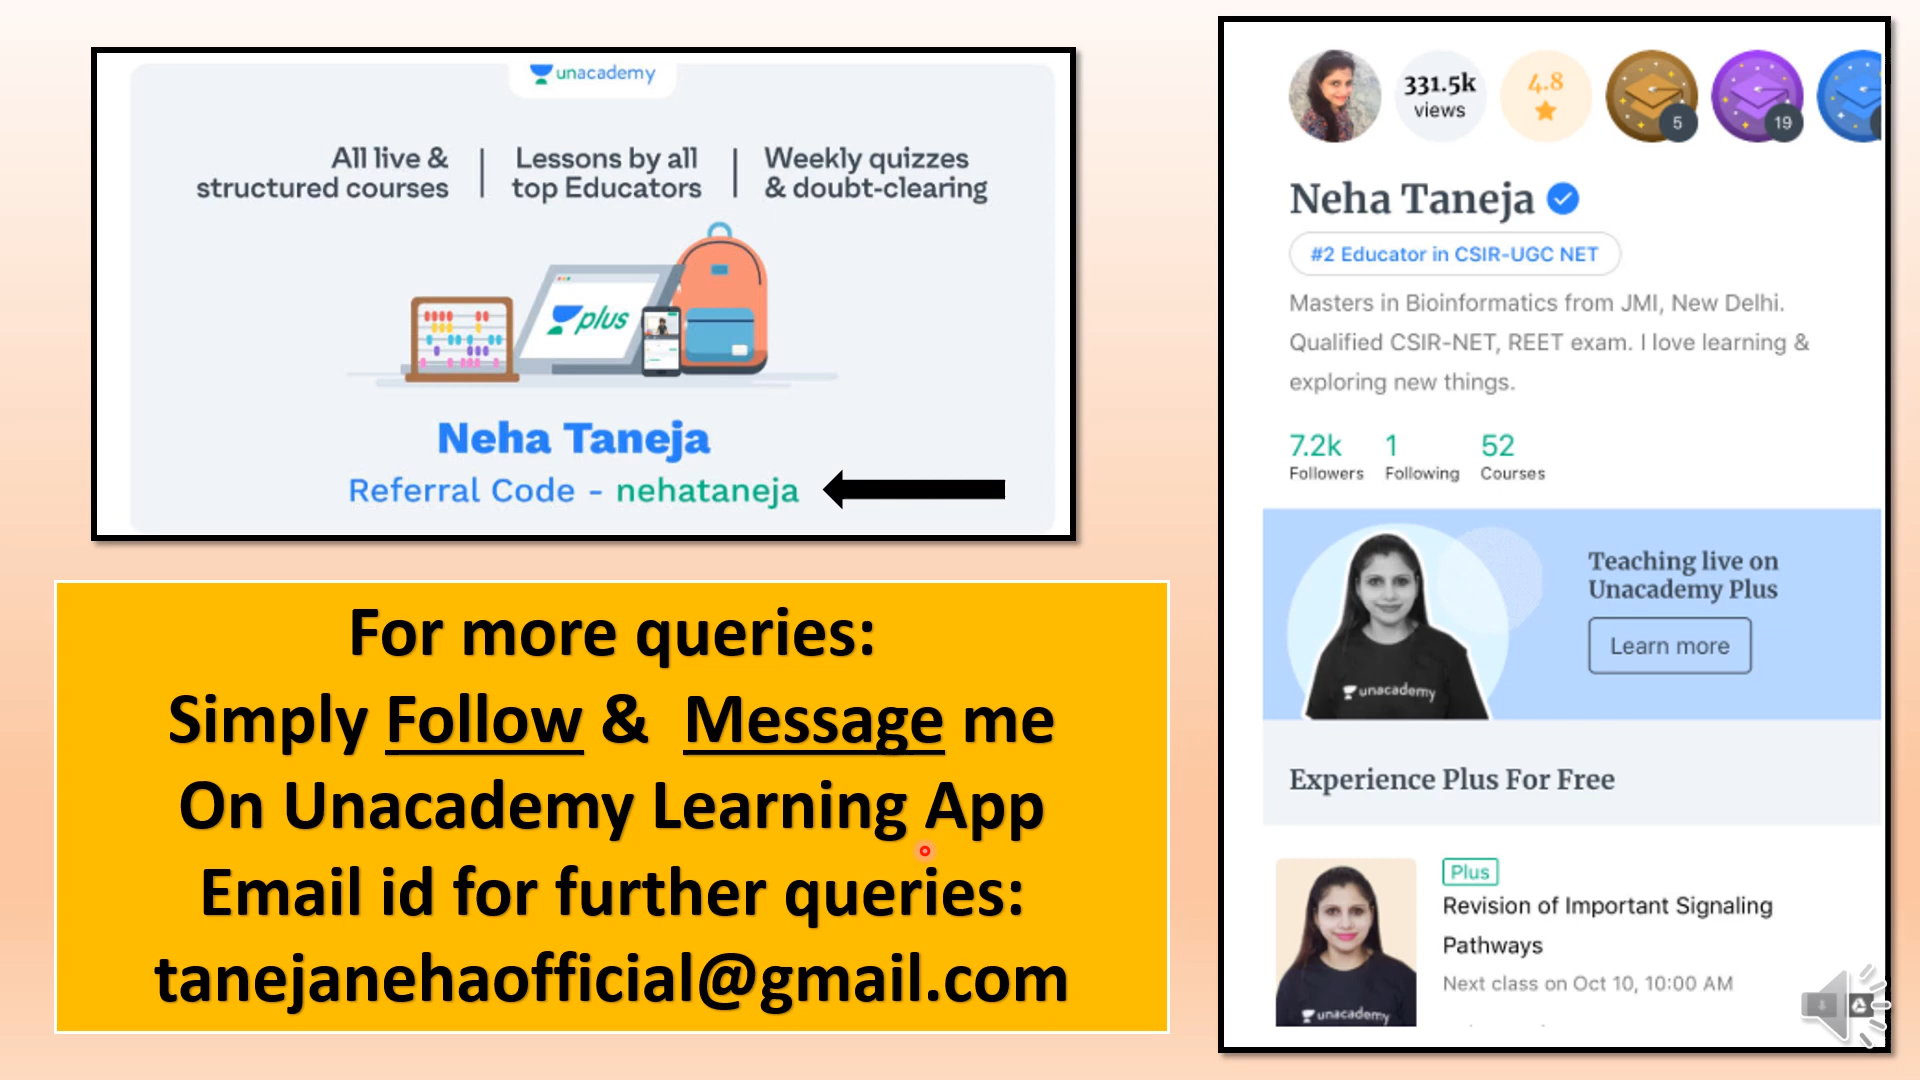 unacademy
All live &
structured courses
Lessons by all
top Educators
Weekly quizzes
& doubt-clearing
plus
Neha Taneja
Referral Code - nehataneja
For more queries:
Simply Follow & Message me
On Unacademy Learning App
Email id for further queries:
tanejanehaofficial@gmail.com
331.5k
views
4.8
5
19
Neha Taneja
#2 Educator in CSIR-UGC NET
Masters in Bioinformatics from JMI, New Delhi.
Qualified CSIR-NET, REET exam. I love learning &
exploring new things.
7.2k 1 52
Followers Following Courses
Teaching live on
Unacademy Plus
Learn more
unacademy
Experience Plus For Free
Plus
Revision of Important Signaling
Pathways
Next class on Oct 10, 10:00 AM
unacademy